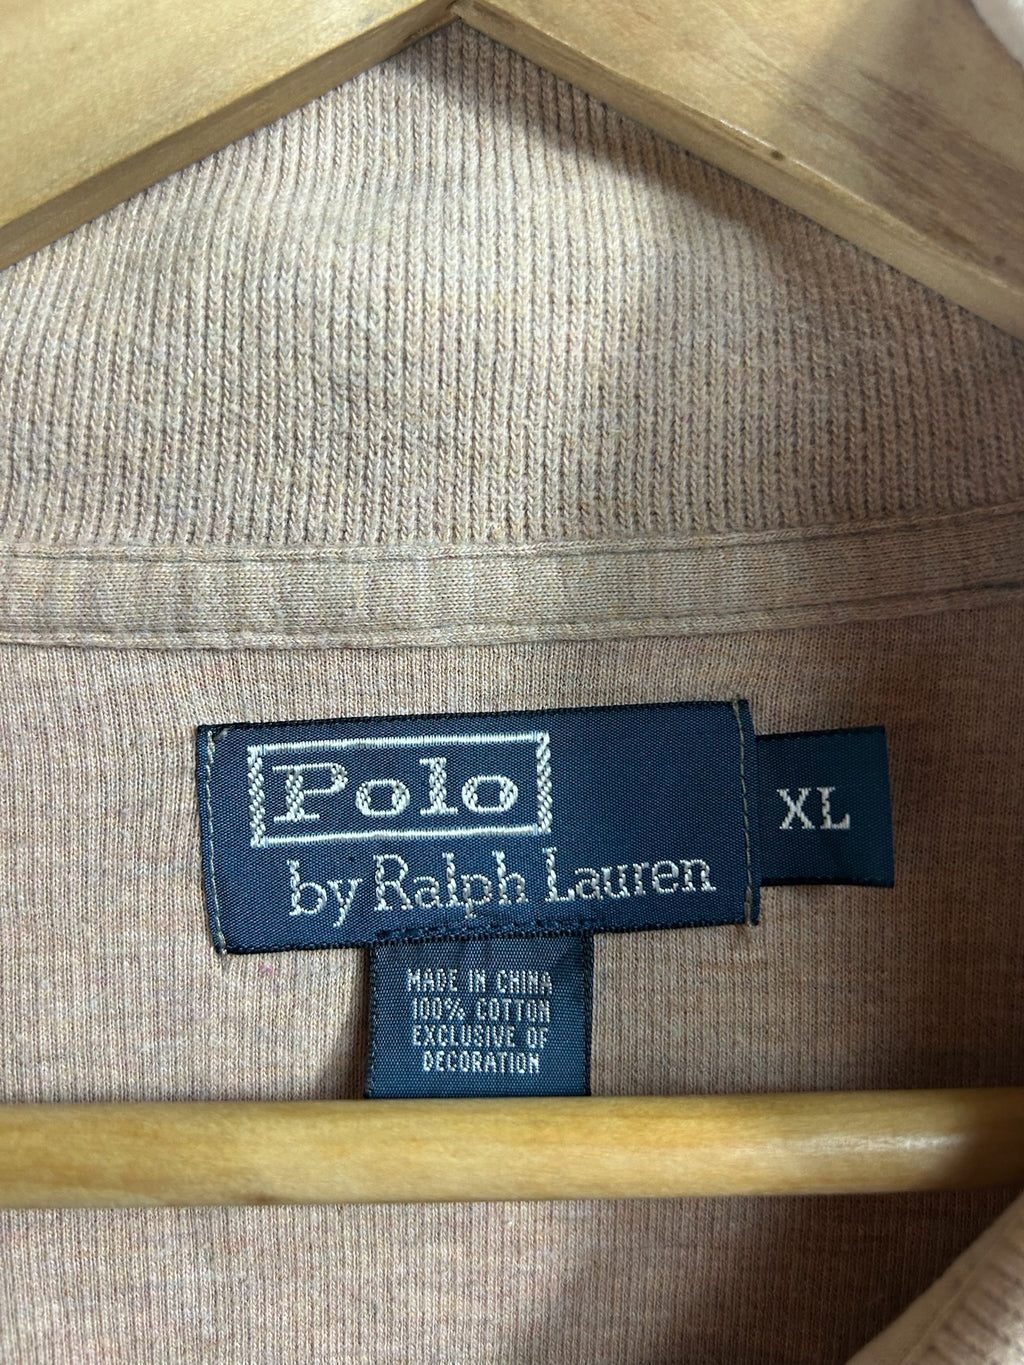 Polo
by Ralph Lauren
XL
MADE IN CHINA
100% COTTON
EXCLUSIVE OF
DECORATION